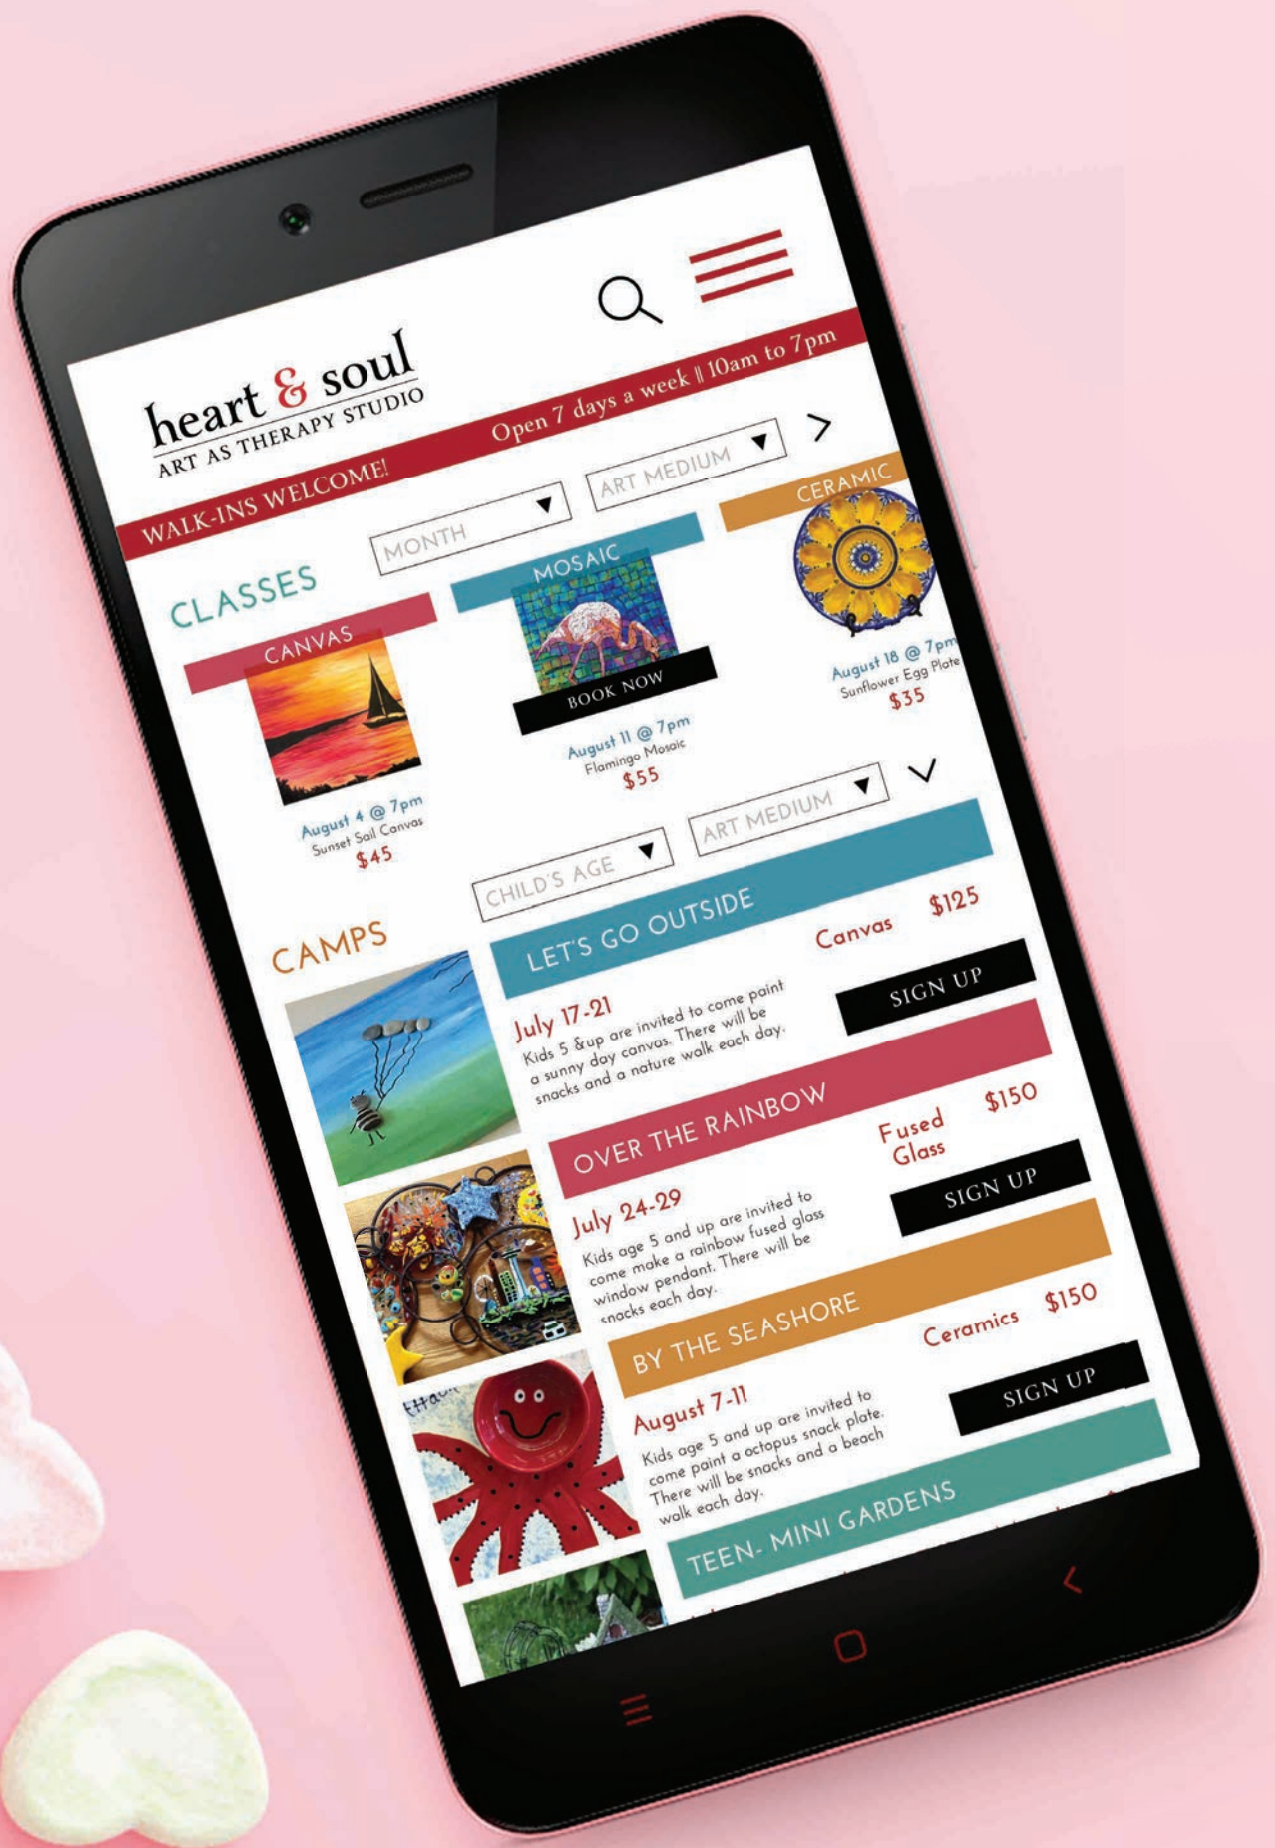 heart & soul
ART AS THERAPY STUDIO
WALK-INS WELCOME!
Open 7 days a week || 10am to 7pm
CLASSES
MONTH
ART MEDIUM
CANVAS
August 4 @ 7pm
Sunset Sail Canvas
$45
MOSAIC
BOOK NOW
August 11 @ 7pm
Flamingo Mosaic
$55
CERAMIC
August 18 @ 7pm
Sunflower Egg Plate
$35
CAMPS
CHILD'S AGE
ART MEDIUM
LET'S GO OUTSIDE
July 17-21
Kids 5 &up are invited to come paint
a sunny day canvas. There will be
snacks and a nature walk each day.
Canvas
$125
SIGN UP
OVER THE RAINBOW
July 24-29
Kids age 5 and up are invited to
come make a rainbow fused glass
window pendant. There will be
snacks each day.
Fused
Glass
$150
SIGN UP
BY THE SEASHORE
August 7-11
Kids age 5 and up are invited to
come paint a octopus snack plate.
There will be snacks and a beach
walk each day.
Ceramics
$150
SIGN UP
TEEN- MINI GARDENS